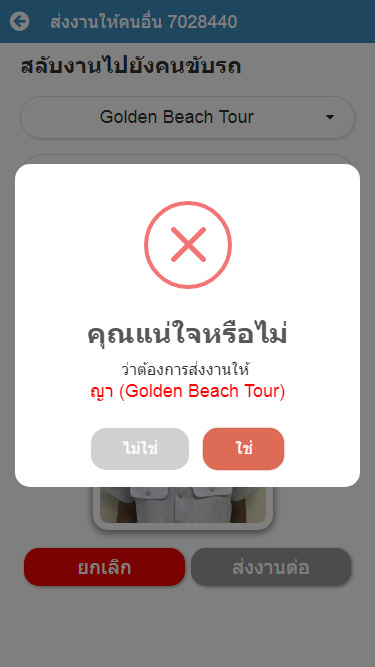 ส่งงานให้คนอื่น 7028440
สลับงานไปยังคนขับรถ
Golden Beach Tour
คุณแน่ใจหรือไม่
ว่าต้องการส่งงานให้
ญา (Golden Beach Tour)
ไม่ใช่
ใช่
ยกเลิก
ส่งงานต่อ